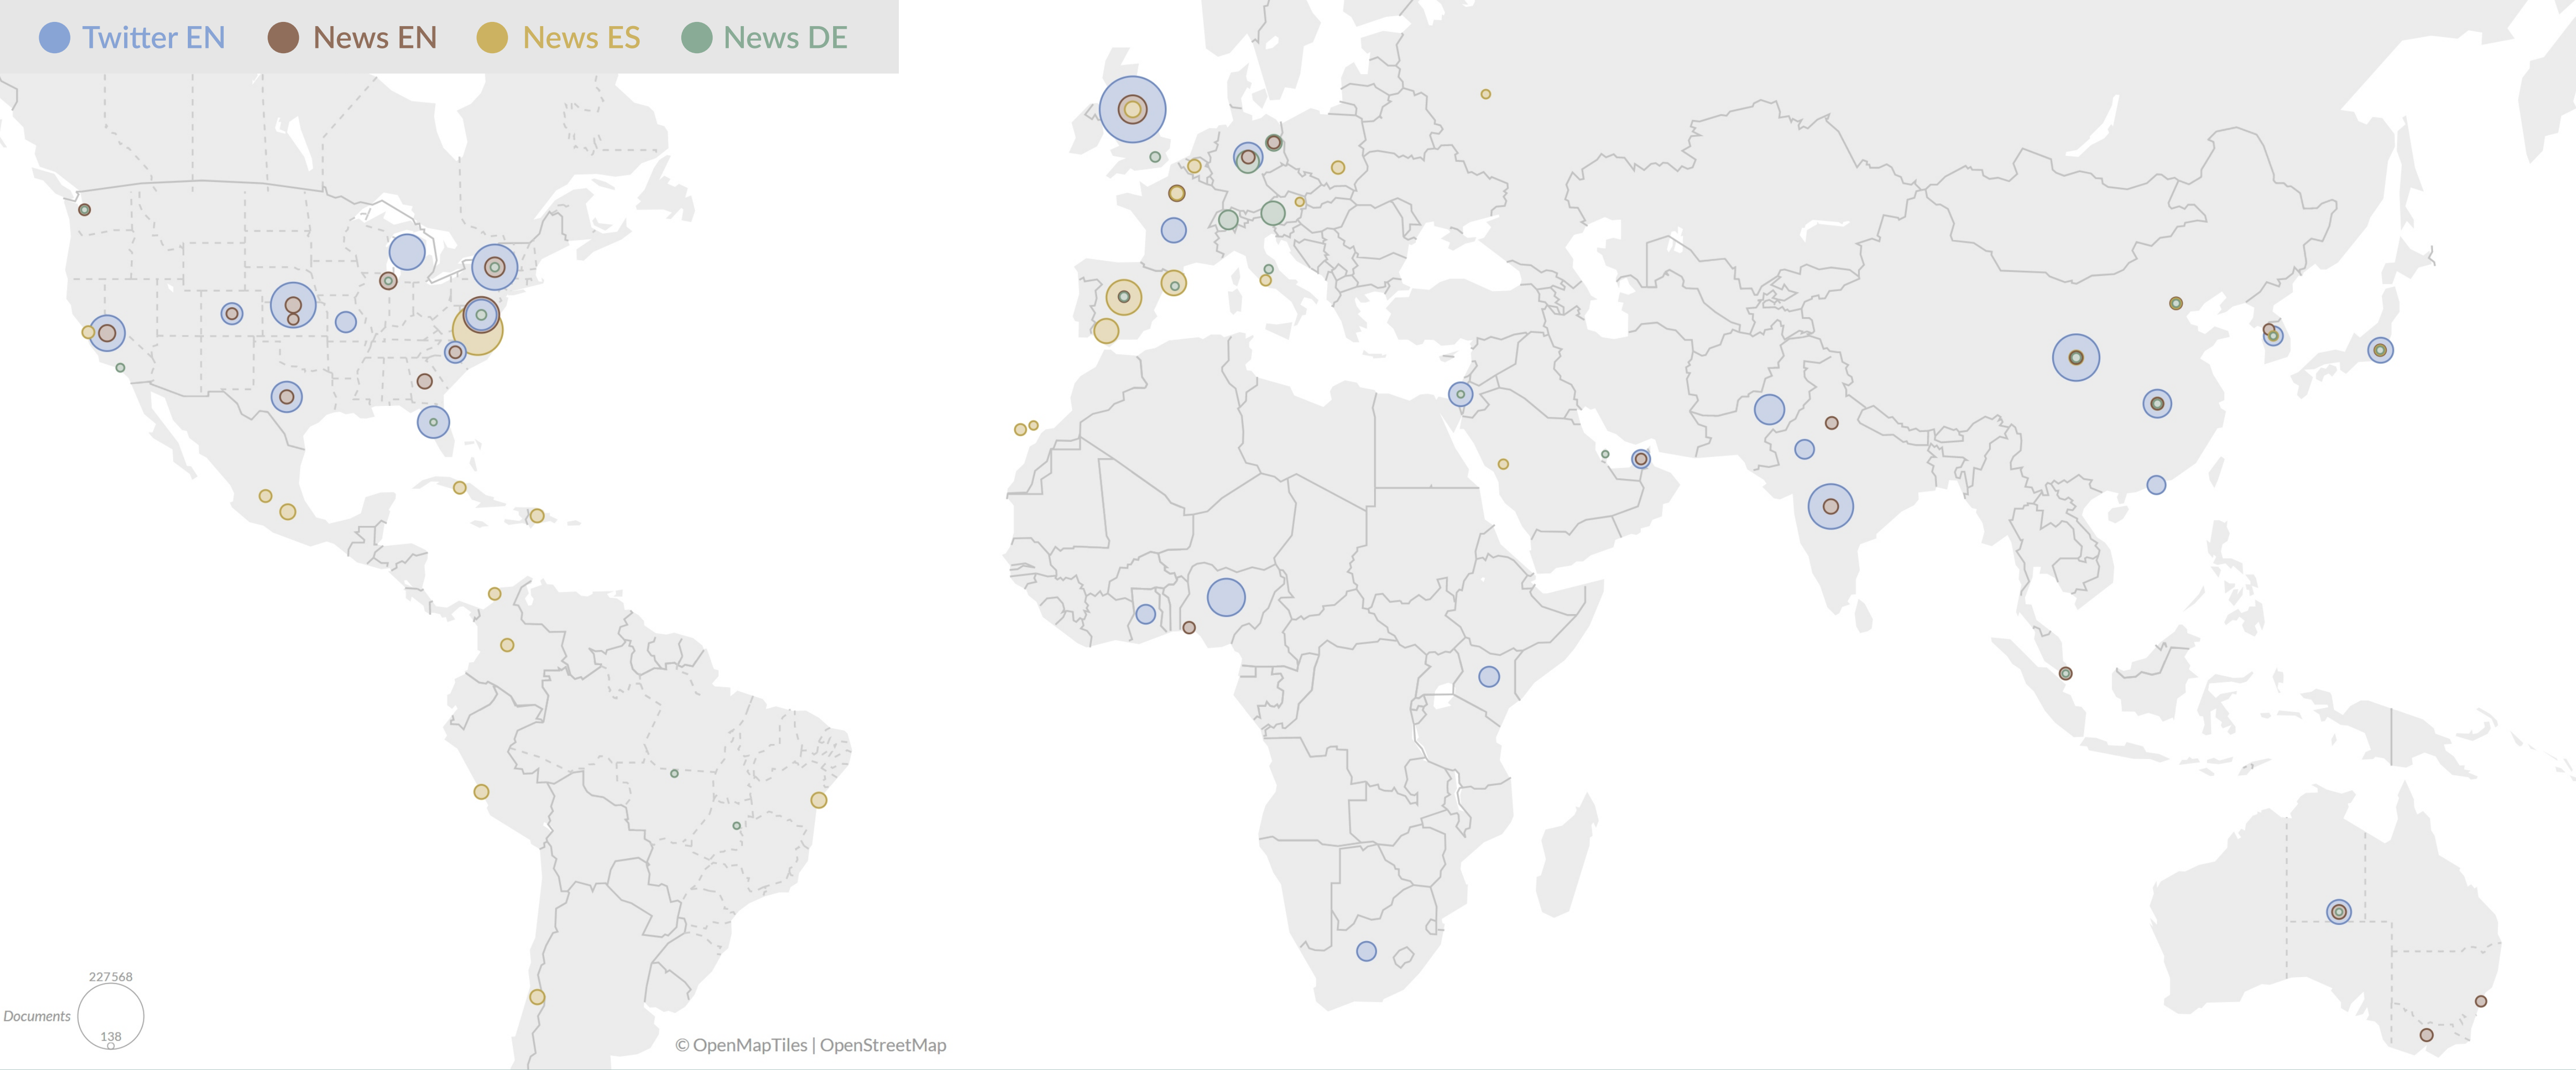 Twitter EN News EN News ES News DE
227568
Documents
138
© OpenMapTiles | OpenStreetMap